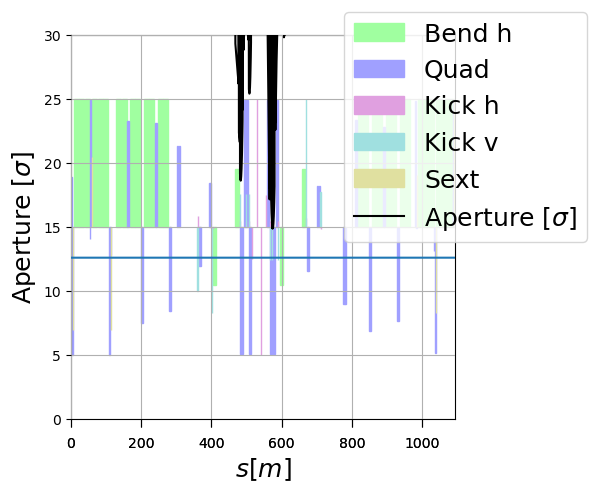 Bend h
Quad
Kick h
Kick v
Sext
Aperture [σ]
30
25
20
15
10
5
0
Aperture [σ]
0 200 400 600 800 1000
s[m]